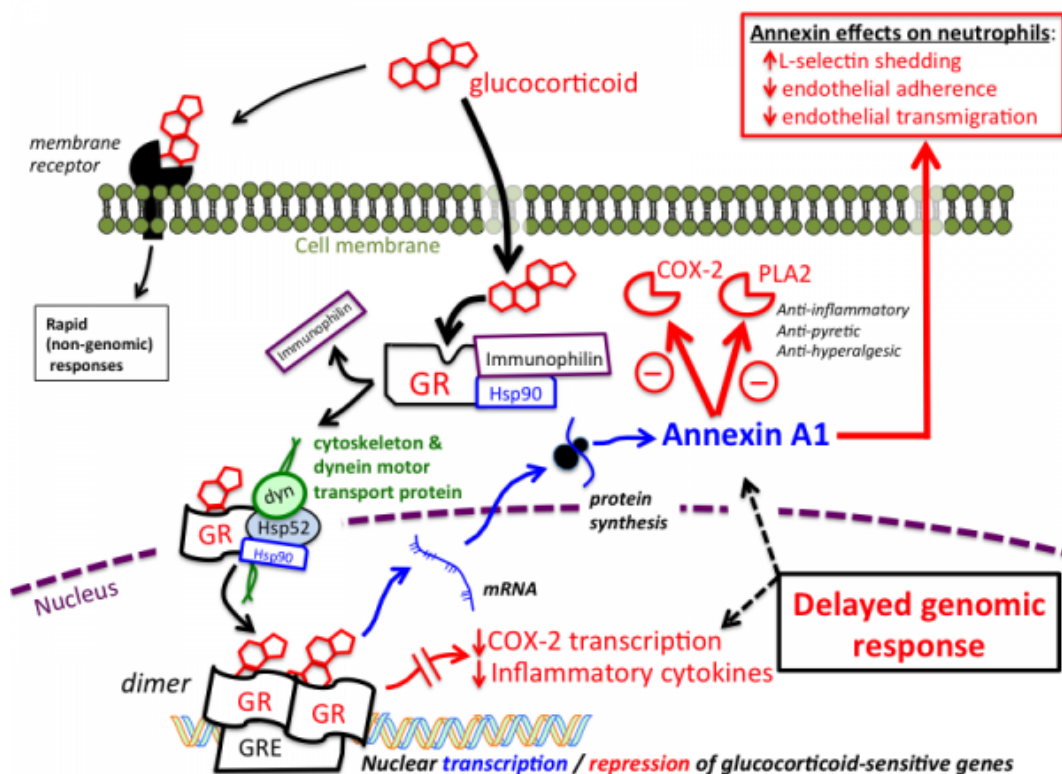 Annexin effects on neutrophils:
↑L-selectin shedding
↓ endothelial adherence
↓ endothelial transmigration
glucocorticoid
membrane
receptor
Cell membrane
COX-2
PLA2
Anti-inflammatory
Anti-pyretic
Anti-hyperalgesic
Rapid
(non-genomic)
responses
Immunophilin
Immunophilin
GR
Hsp90
Annexin A1
cytoskeleton &
dynein motor
transport protein
dyn
GR
Hsp52
Hsp90
protein
synthesis
Nucleus
mRNA
Delayed genomic
response
↓COX-2 transcription
↓ Inflammatory cytokines
dimer
GR
GR
GRE
Nuclear transcription / repression of glucocorticoid-sensitive genes